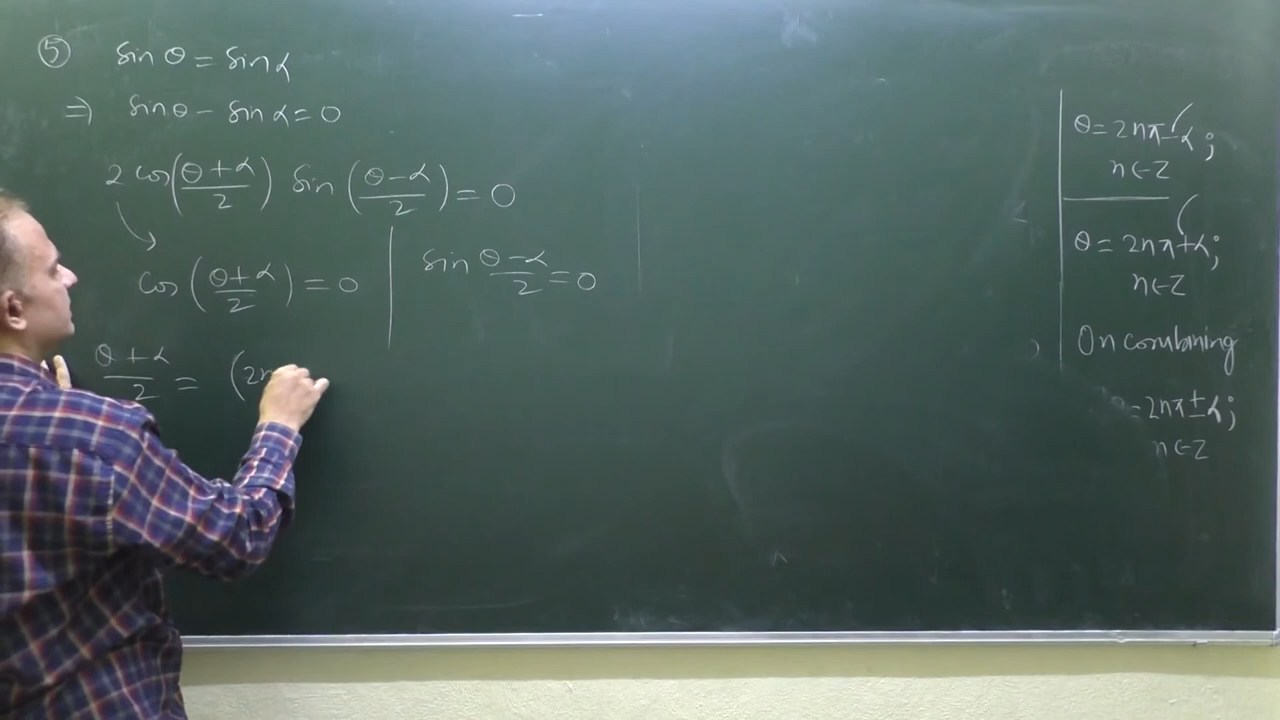 ⑤ sin θ = sin α
⇒ sin θ − sin α = 0
2 cos((θ + α)/2) sin((θ − α)/2) = 0
cos((θ + α)/2) = 0 | sin (θ − α)/2 = 0
(θ + α)/2 = (2n
θ = 2nπ − α;
n ∈ Z
θ = 2nπ + α;
n ∈ Z
On combining
= 2nπ ± α;
n ∈ Z